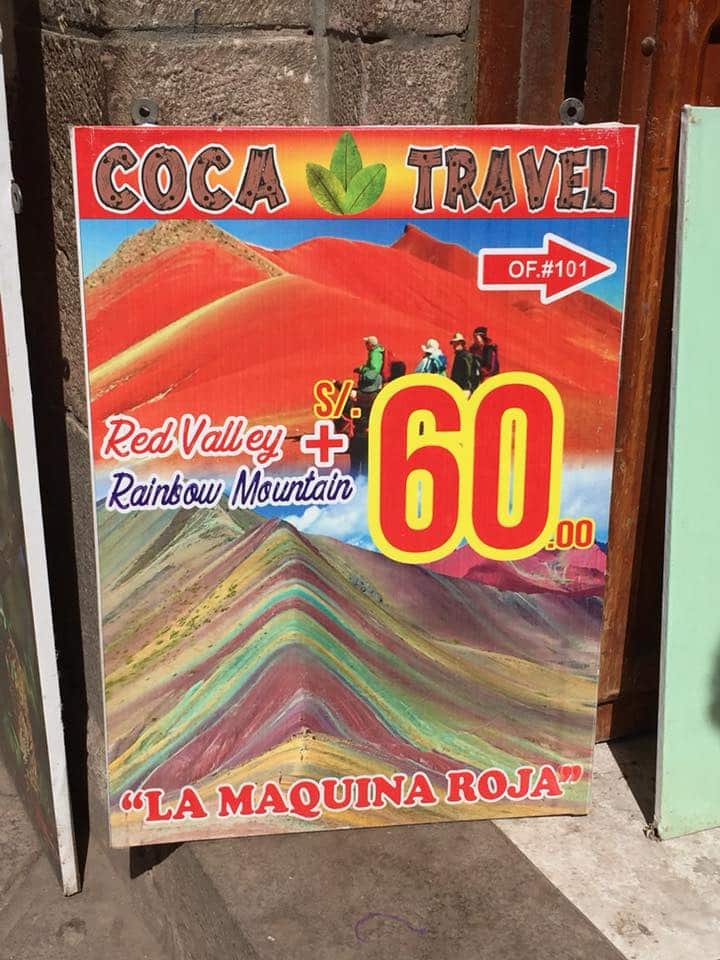 COCA TRAVEL
OF.#101
Red Valley +
Rainbow Mountain
S/. 60.00
“LA MAQUINA ROJA”